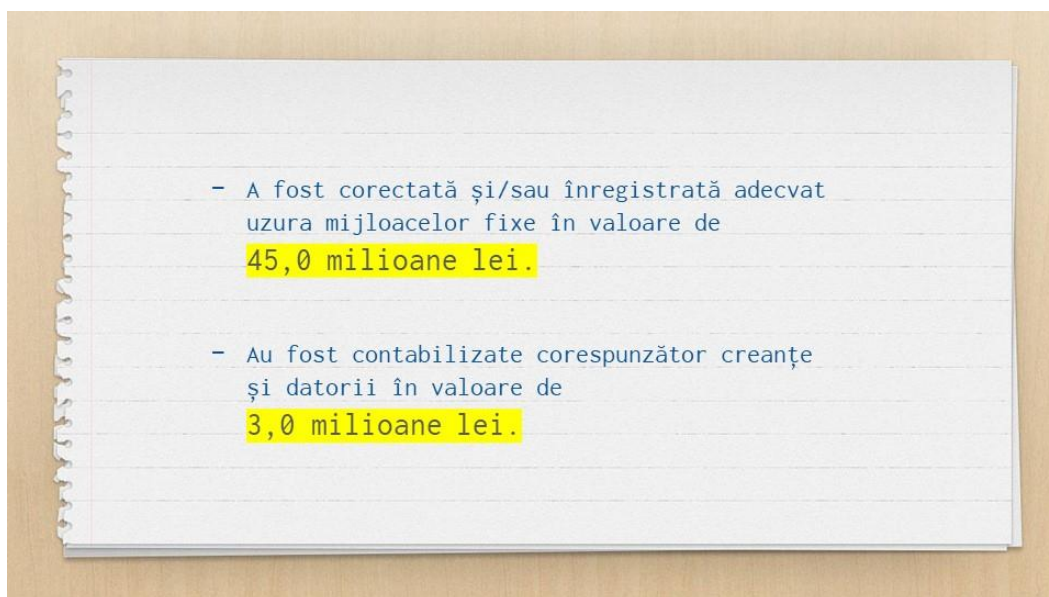 - A fost corectată și/sau înregistrată adecvat
uzura mijloacelor fixe în valoare de
45,0 milioane lei.
- Au fost contabilizate corespunzător creanțe
și datorii în valoare de
3,0 milioane lei.